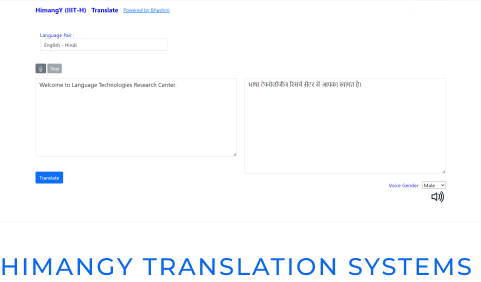 HimangY (IIIT-H) Translate Powered by Bhashini
Language Pair :
English - Hindi
Stop
Welcome to Language Technologies Research Center.
भाषा टेक्नोलॉजीज रिसर्च सेंटर में आपका स्वागत है।
Translate
Voice Gender : Male
HIMANGY TRANSLATION SYSTEMS